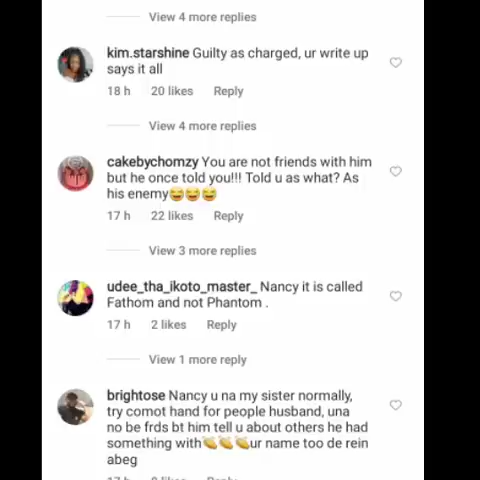 View 4 more replies
kim.starshine Guilty as charged, ur write up
says it all
18 h 20 likes Reply
View 4 more replies
cakebychomzy You are not friends with him
but he once told you!!! Told u as what? As
his enemy😂😂😂
17 h 22 likes Reply
View 3 more replies
udee_tha_ikoto_master_ Nancy it is called
Fathom and not Phantom .
17 h 2 likes Reply
View 1 more reply
brightose Nancy u na my sister normally,
try comot hand for people husband, una
no be frds bt him tell u about others he had
something with👏👏👏ur name too de rein
abeg
17 h